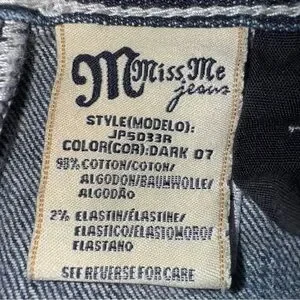 M Miss Me
jeans
STYLE(MODELO):
JP5033R
COLOR(COR):DARK 07
98% COTTON/COTON/
ALGODON/BAUMWOLLE/
ALGODÃO
2% ELASTIN/ÉLASTINE/
ELASTICO/ELASTOMORO/
ELASTANO
SEE REVERSE FOR CARE